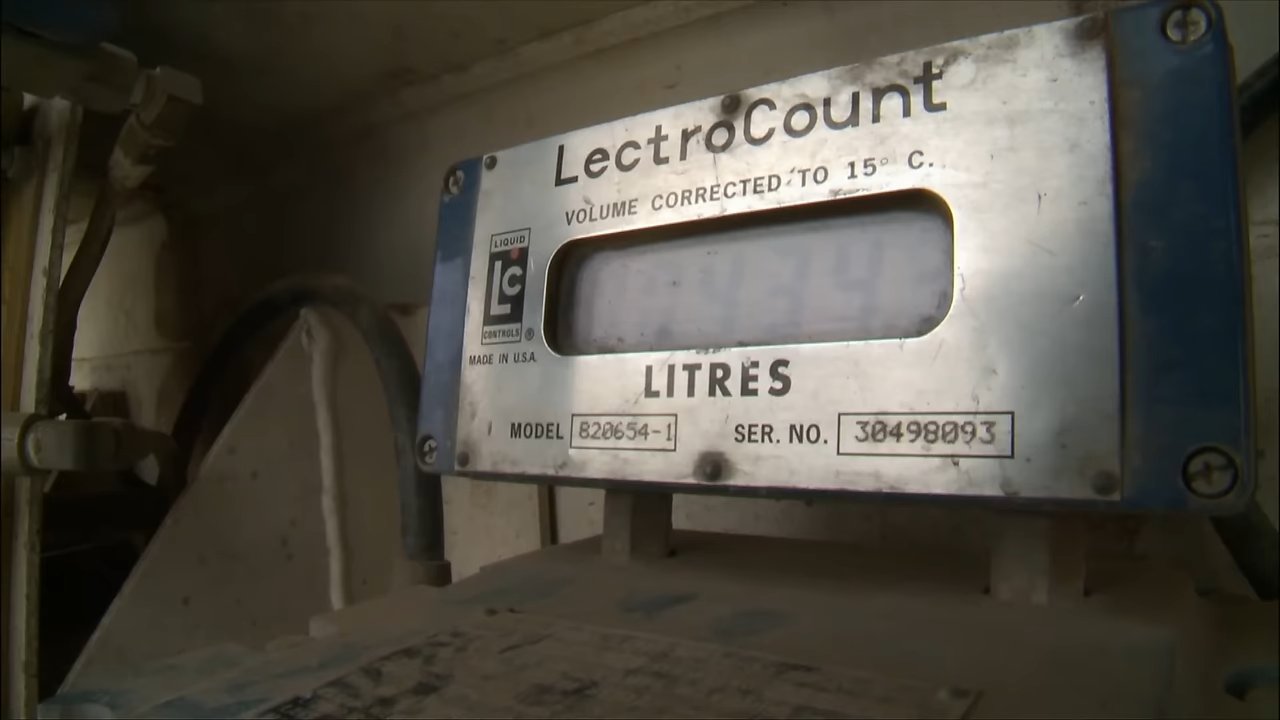 LectroCount
VOLUME CORRECTED TO 15° C.
LIQUID
LC
CONTROLS ®
MADE IN U.S.A.
LITRES
MODEL 820654-1
SER. NO. 30498093